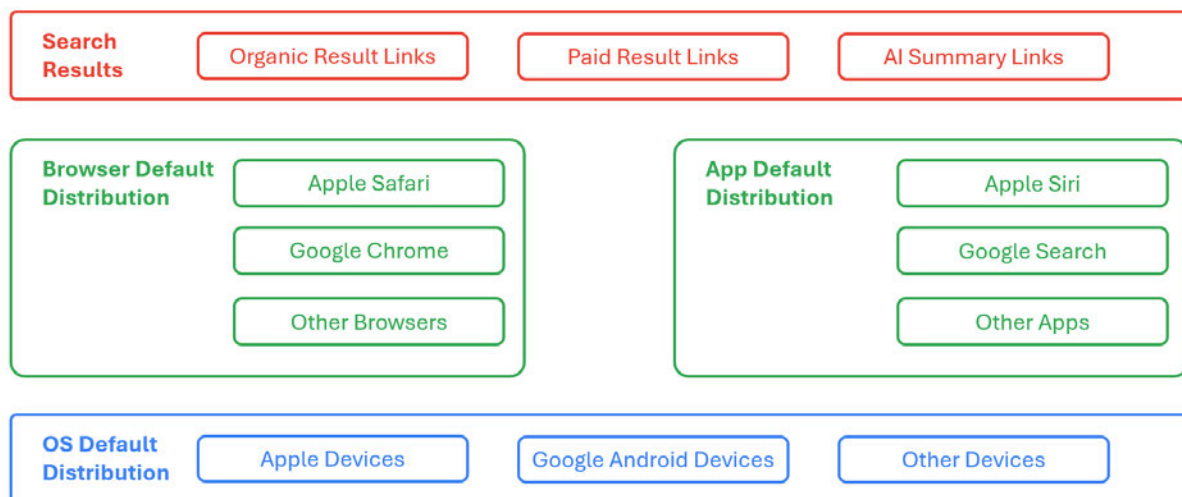 Search
Results
Organic Result Links
Paid Result Links
AI Summary Links
Browser Default
Distribution
Apple Safari
Google Chrome
Other Browsers
App Default
Distribution
Apple Siri
Google Search
Other Apps
OS Default
Distribution
Apple Devices
Google Android Devices
Other Devices